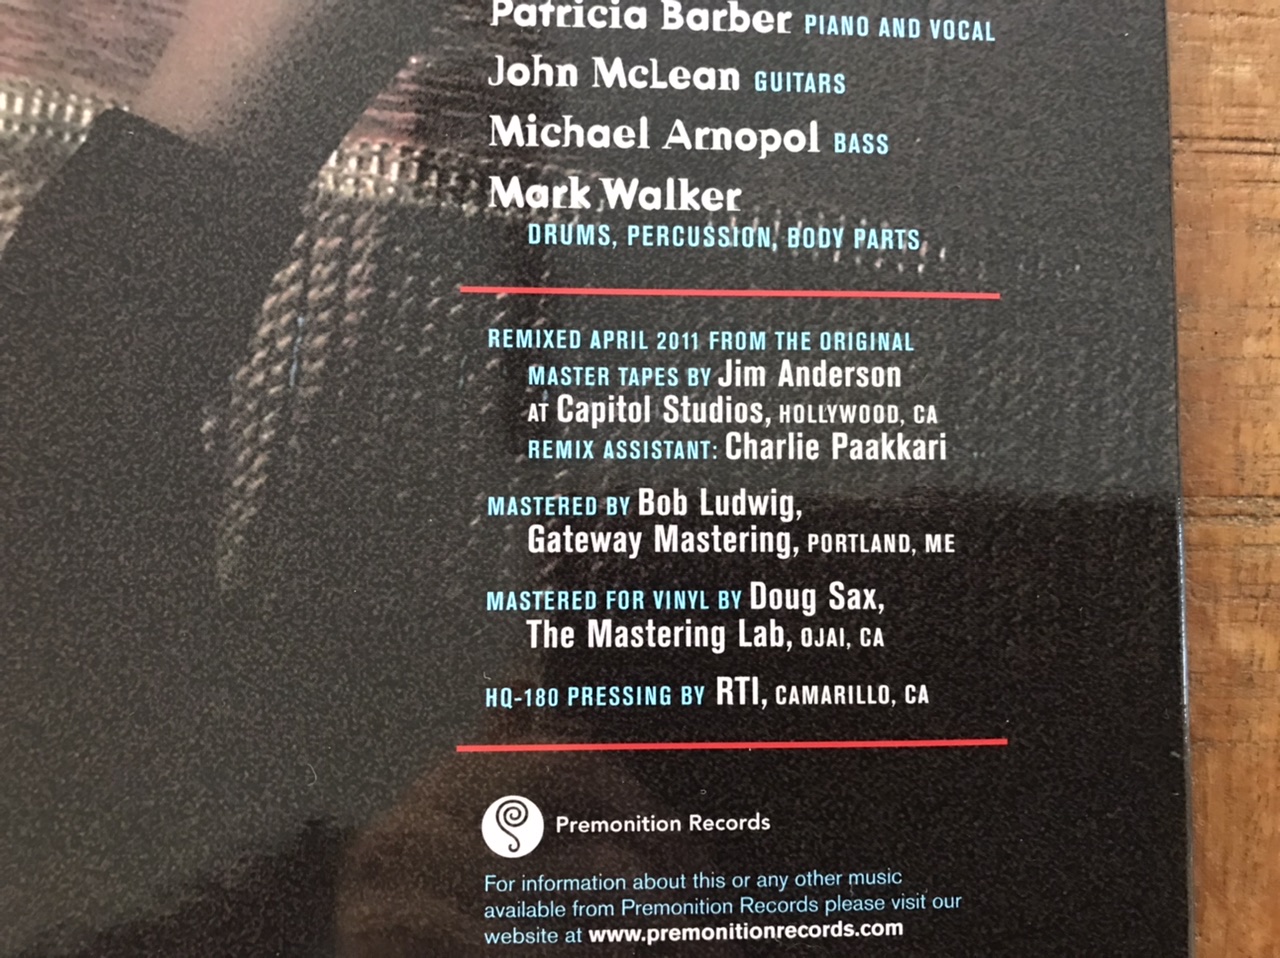 Patricia Barber PIANO AND VOCAL
John McLean GUITARS
Michael Arnopol BASS
Mark Walker
DRUMS, PERCUSSION, BODY PARTS
REMIXED APRIL 2011 FROM THE ORIGINAL
MASTER TAPES BY Jim Anderson
AT Capitol Studios, HOLLYWOOD, CA
REMIX ASSISTANT: Charlie Paakkari
MASTERED BY Bob Ludwig,
Gateway Mastering, PORTLAND, ME
MASTERED FOR VINYL BY Doug Sax,
The Mastering Lab, OJAI, CA
HQ-180 PRESSING BY RTI, CAMARILLO, CA
Premonition Records
For information about this or any other music
available from Premonition Records please visit our
website at www.premonitionrecords.com